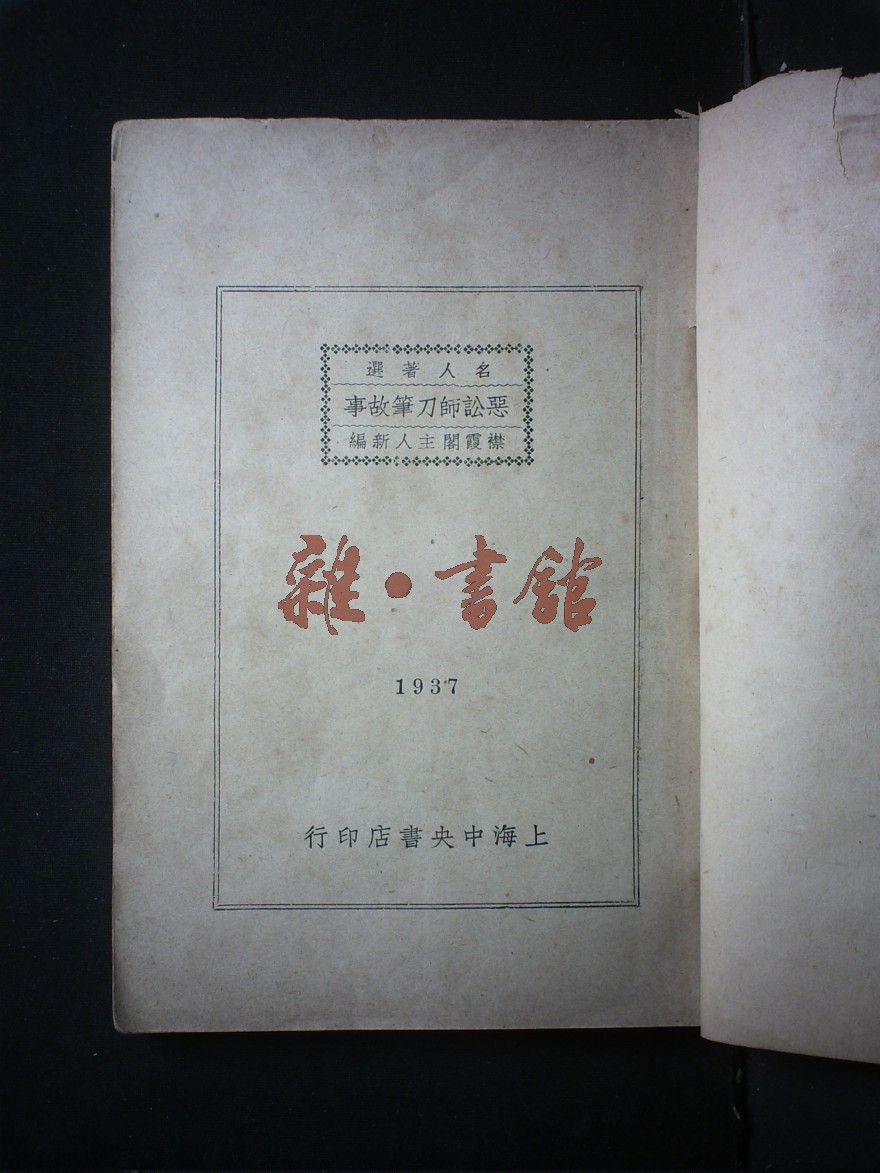 名人著選
惡訟師刀筆故事
襟霞閣主人新編
雜·書館
1937
上海中央書店印行